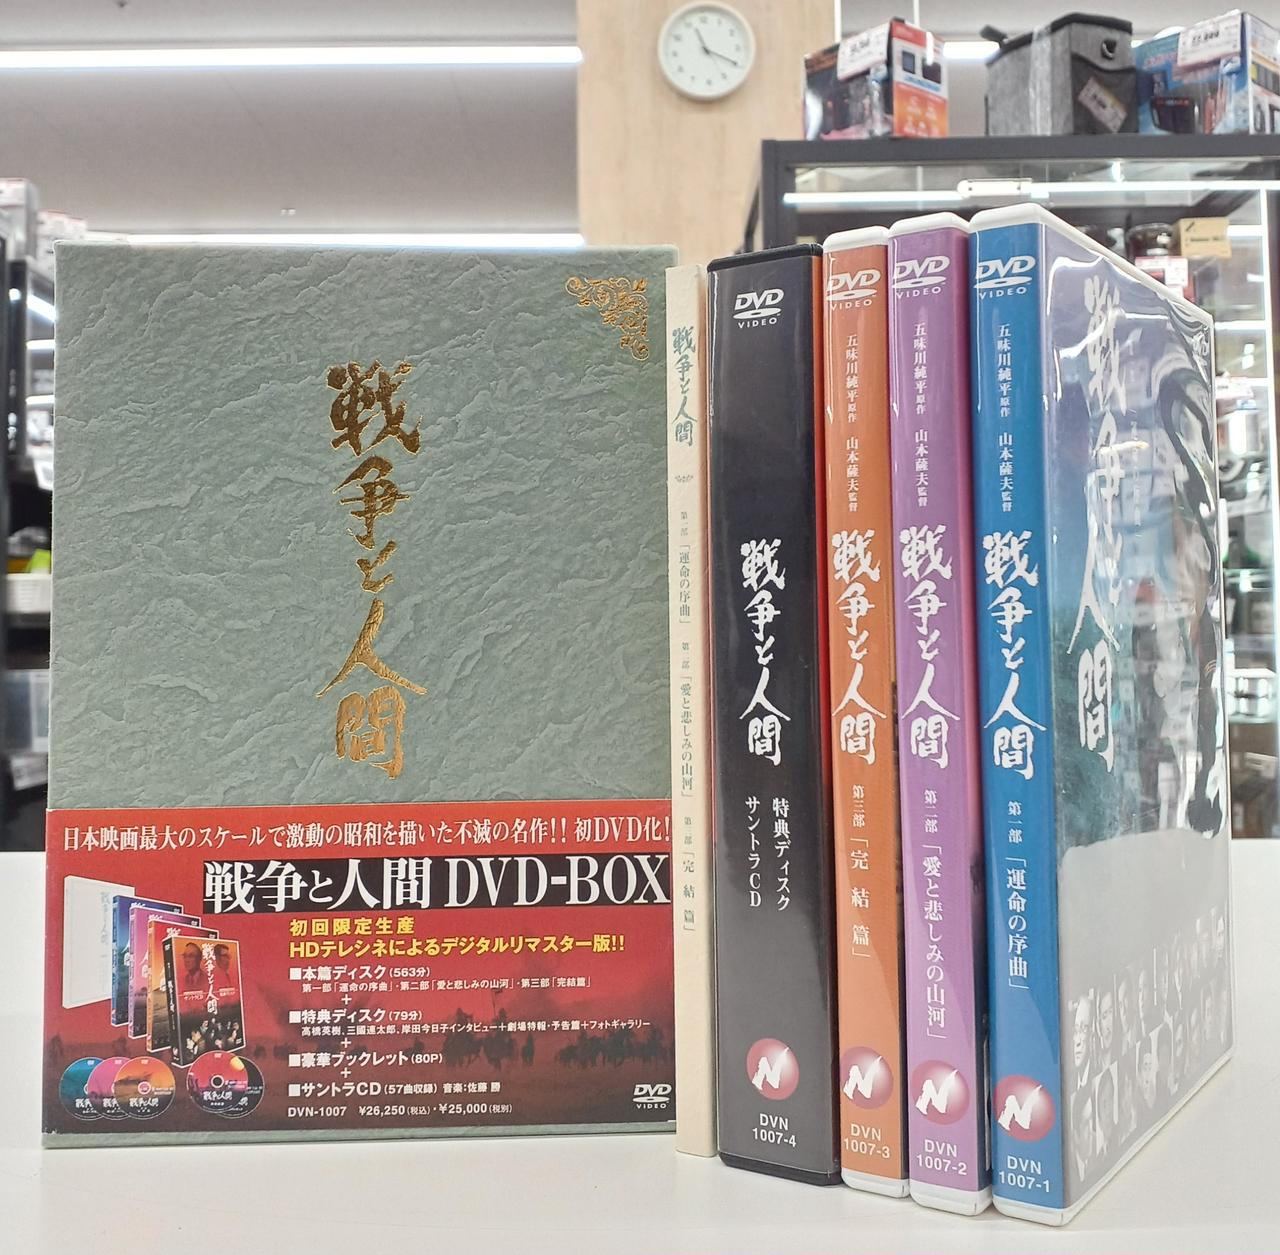 戦争と人間
日本映画最大のスケールで激動の昭和を描いた不滅の名作!! 初DVD化!
戦争と人間 DVD-BOX
初回限定生産
HDテレシネによるデジタルリマスター版!!
■本篇ディスク(563分)
第一部「運命の序曲」・第二部「愛と悲しみの山河」・第三部「完結篇」
+
■特典ディスク(79分)
高橋英樹、三國連太郎、岸田今日子インタビュー+劇場特報・予告篇+フォトギャラリー
+
■豪華ブックレット(80P)
+
■サントラCD(57曲収録) 音楽:佐藤 勝
DVN-1007 ¥26,250(税込)・¥25,000(税別)
DVD
VIDEO
戦争と人間
第一部「運命の序曲」
第二部「愛と悲しみの山河」
第三部「完結篇」
DVD
VIDEO
戦争と人間
特典ディスク
サントラCD
N
DVN
1007-4
DVD
VIDEO
五味川純平原作 山本薩夫監督
戦争と人間
第三部「完結篇」
N
DVN
1007-3
DVD
VIDEO
五味川純平原作 山本薩夫監督
戦争と人間
第二部「愛と悲しみの山河」
N
DVN
1007-2
DVD
VIDEO
五味川純平原作 山本薩夫監督
戦争と人間
第一部「運命の序曲」
N
DVN
1007-1
戦争と人間